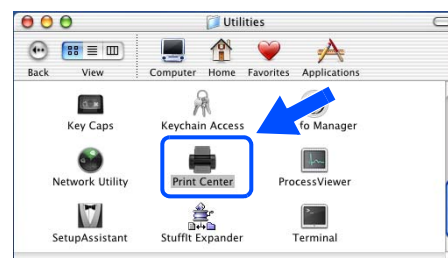 Utilities
Back View Computer Home Favorites Applications
Key Caps Keychain Access fo Manager
Network Utility Print Center ProcessViewer
SetupAssistant StuffIt Expander Terminal